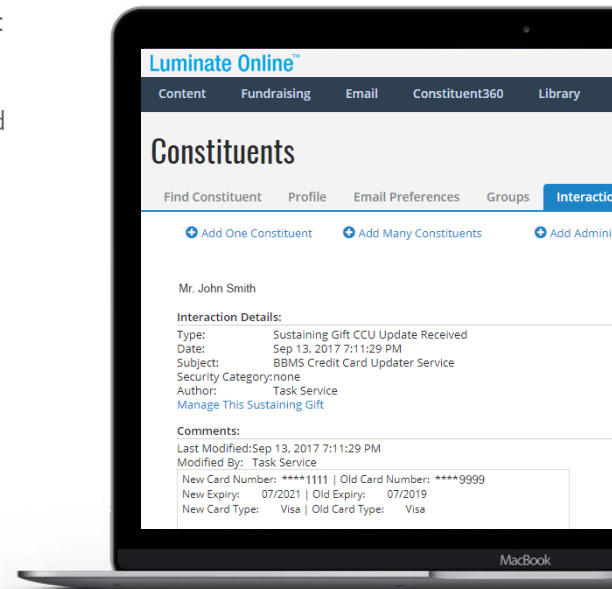 :
d
Luminate Online™
Content Fundraising Email Constituent360 Library
Constituents
Find Constituent Profile Email Preferences Groups Interactio
Add One Constituent Add Many Constituents Add Admini
Mr. John Smith
Interaction Details:
Type: Sustaining Gift CCU Update Received
Date: Sep 13, 2017 7:11:29 PM
Subject: BBMS Credit Card Updater Service
Security Category:none
Author: Task Service
Manage This Sustaining Gift
Comments:
Last Modified:Sep 13, 2017 7:11:29 PM
Modified By: Task Service
New Card Number: ****1111 | Old Card Number: ****9999
New Expiry: 07/2021 | Old Expiry: 07/2019
New Card Type: Visa | Old Card Type: Visa
MacBook